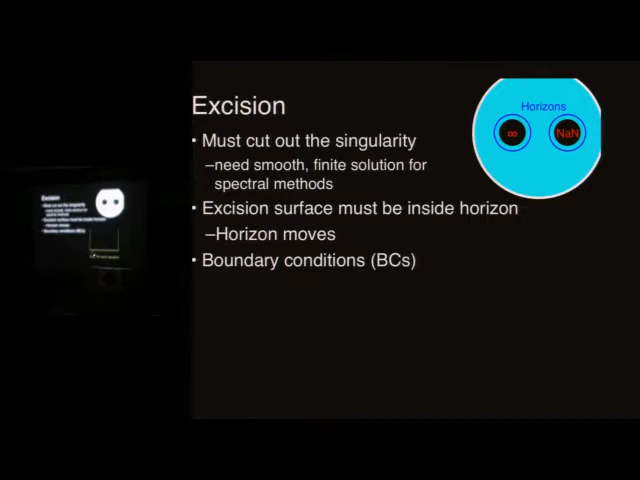 Excision
Horizons
∞ NaN
• Must cut out the singularity
–need smooth, finite solution for
spectral methods
• Excision surface must be inside horizon
–Horizon moves
• Boundary conditions (BCs)